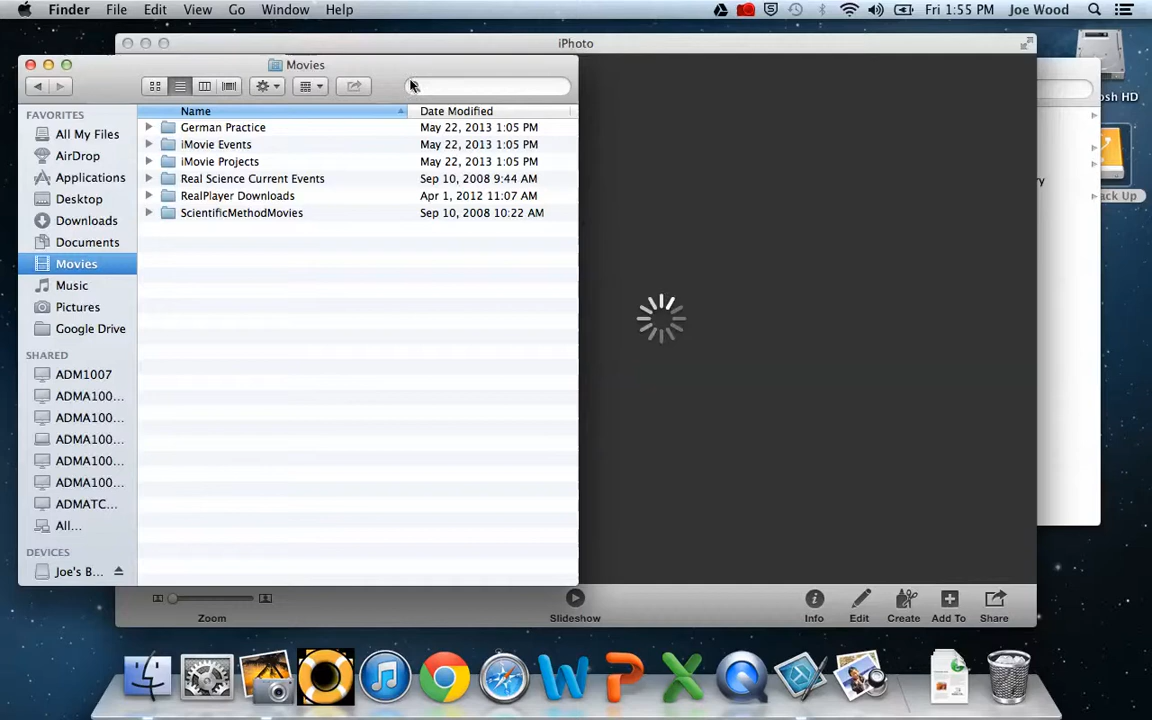 Finder File Edit View Go Window Help Fri 1:55 PM Joe Wood
iPhoto
Movies
Name Date Modified
German Practice May 22, 2013 1:05 PM
iMovie Events May 22, 2013 1:05 PM
iMovie Projects May 22, 2013 1:05 PM
Real Science Current Events Sep 10, 2008 9:44 AM
RealPlayer Downloads Apr 1, 2012 11:07 AM
ScientificMethodMovies Sep 10, 2008 10:22 AM
FAVORITES
All My Files
AirDrop
Applications
Desktop
Downloads
Documents
Movies
Music
Pictures
Google Drive
SHARED
ADM1007
ADMA100...
ADMA100...
ADMA100...
ADMA100...
ADMA100...
ADMATC...
All...
DEVICES
Joe's B...
osh HD
ry
ack Up
Zoom Slideshow Info Edit Create Add To Share